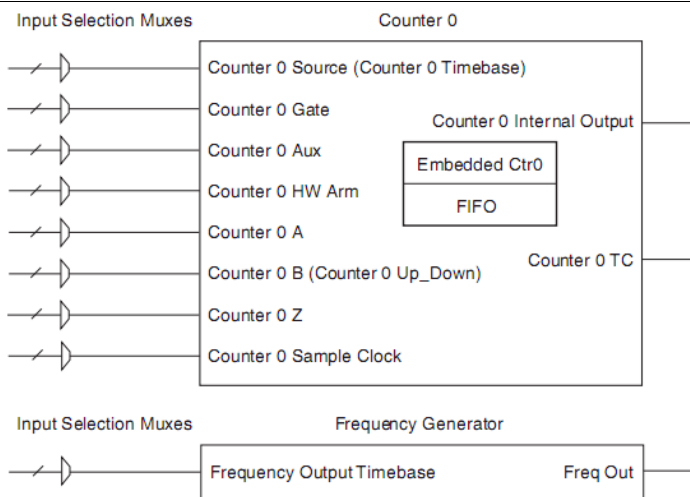 Input Selection Muxes
Counter 0
Counter 0 Source (Counter 0 Timebase)
Counter 0 Gate
Counter 0 Internal Output
Counter 0 Aux
Embedded Ctr0
Counter 0 HW Arm
FIFO
Counter 0 A
Counter 0 TC
Counter 0 B (Counter 0 Up_Down)
Counter 0 Z
Counter 0 Sample Clock
Input Selection Muxes
Frequency Generator
Frequency Output Timebase
Freq Out